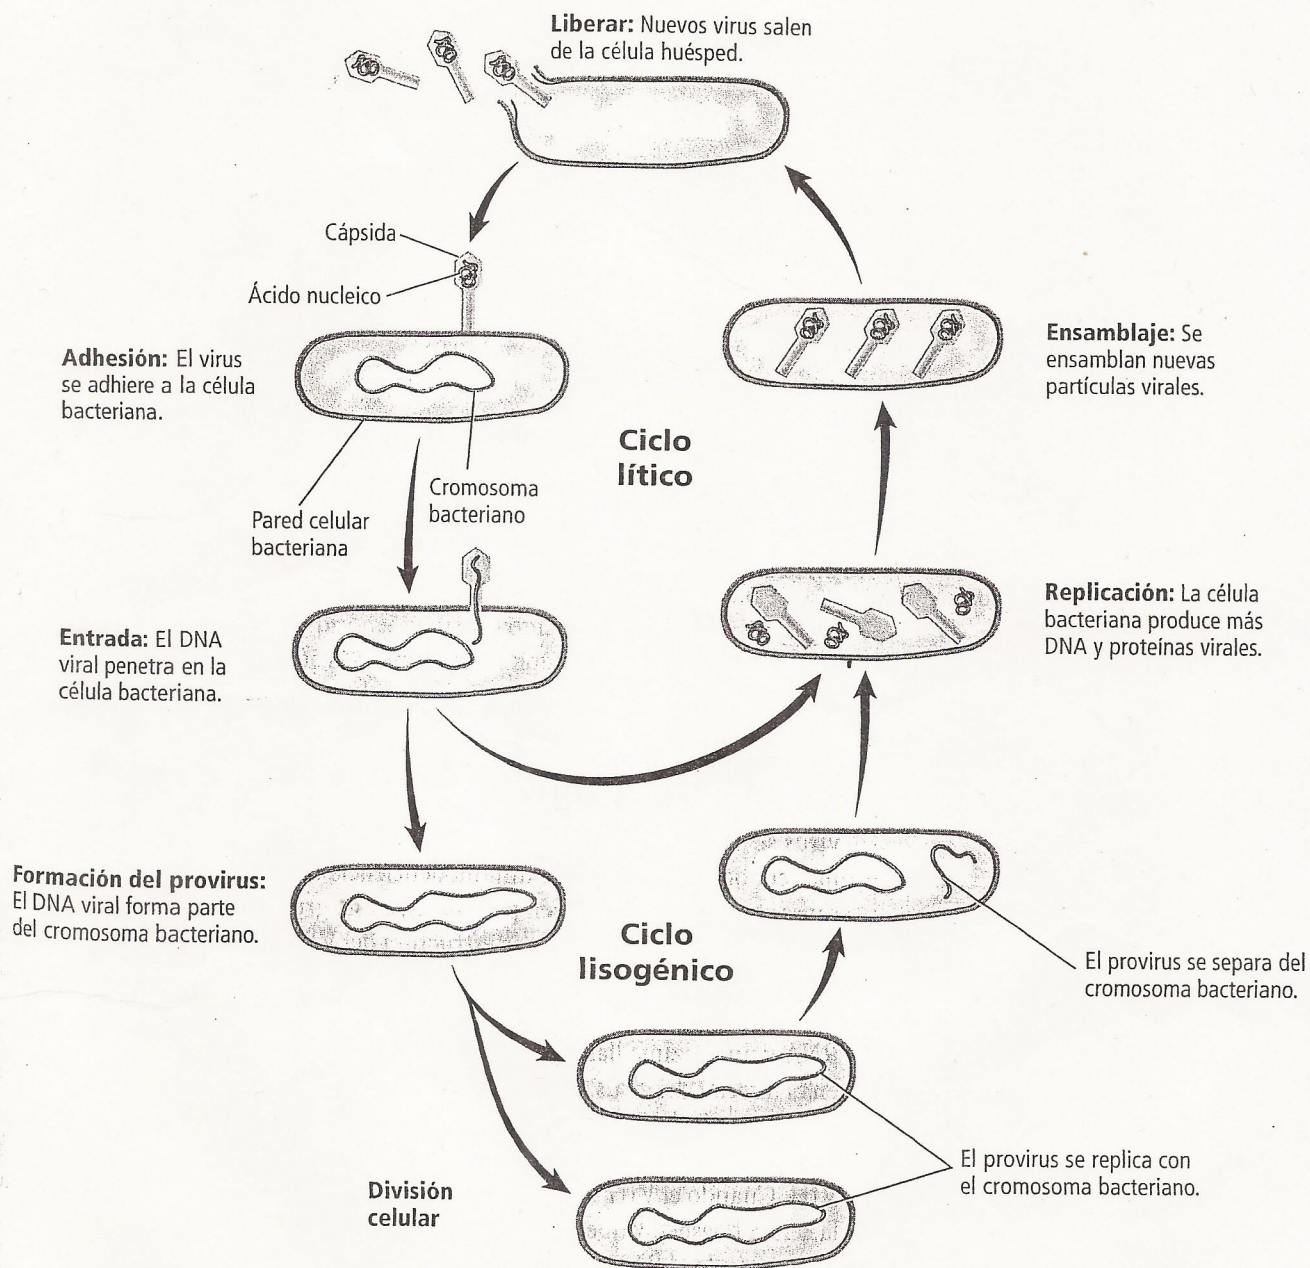 Liberar: Nuevos virus salen
de la célula huésped.
Cápsida
Ácido nucleico
Adhesión: El virus
se adhiere a la célula
bacteriana.
Ensamblaje: Se
ensamblan nuevas
partículas virales.
Ciclo
lítico
Cromosoma
bacteriano
Pared celular
bacteriana
Entrada: El DNA
viral penetra en la
célula bacteriana.
Replicación: La célula
bacteriana produce más
DNA y proteínas virales.
Formación del provirus:
El DNA viral forma parte
del cromosoma bacteriano.
Ciclo
lisogénico
El provirus se separa del
cromosoma bacteriano.
División
celular
El provirus se replica con
el cromosoma bacteriano.